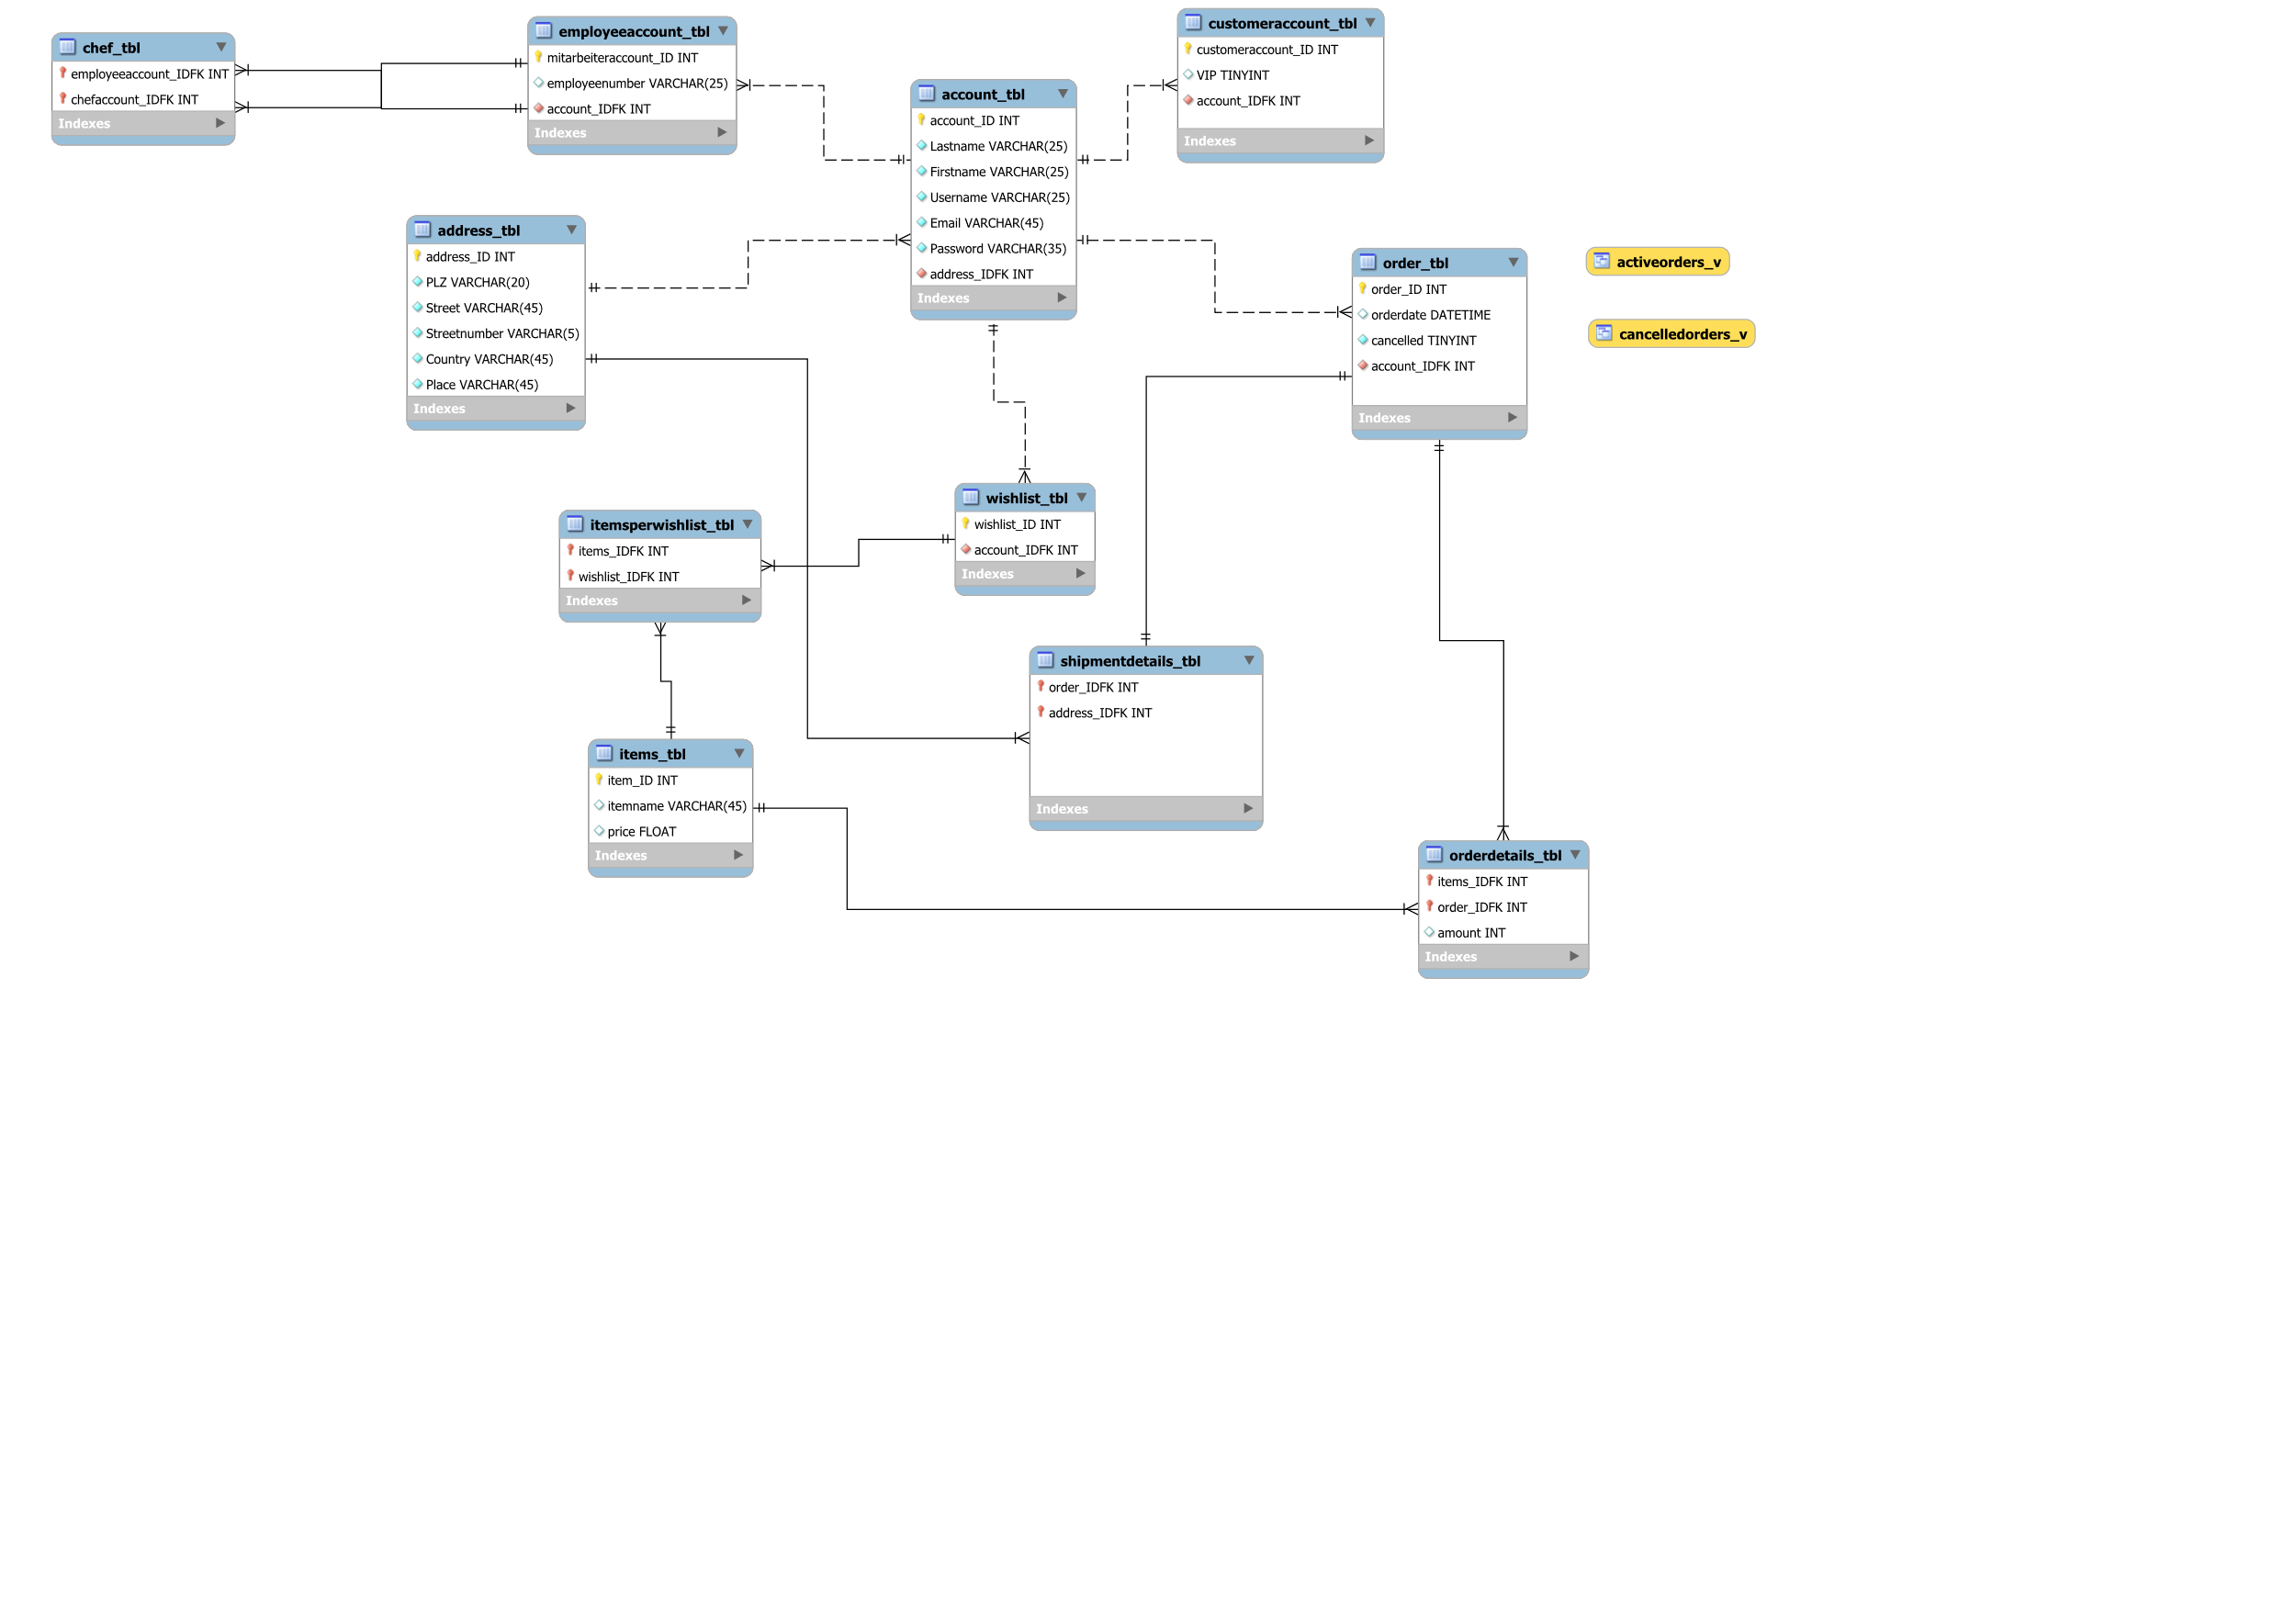 chef_tbl
employeeaccount_IDFK INT
chefaccount_IDFK INT
Indexes
employeeaccount_tbl
mitarbeiteraccount_ID INT
employeenumber VARCHAR(25)
account_IDFK INT
Indexes
account_tbl
account_ID INT
Lastname VARCHAR(25)
Firstname VARCHAR(25)
Username VARCHAR(25)
Email VARCHAR(45)
Password VARCHAR(35)
address_IDFK INT
Indexes
customeraccount_tbl
customeraccount_ID INT
VIP TINYINT
account_IDFK INT
Indexes
address_tbl
address_ID INT
PLZ VARCHAR(20)
Street VARCHAR(45)
Streetnumber VARCHAR(5)
Country VARCHAR(45)
Place VARCHAR(45)
Indexes
order_tbl
order_ID INT
orderdate DATETIME
cancelled TINYINT
account_IDFK INT
Indexes
activeorders_v
cancelledorders_v
wishlist_tbl
wishlist_ID INT
account_IDFK INT
Indexes
itemsperwishlist_tbl
items_IDFK INT
wishlist_IDFK INT
Indexes
shipmentdetails_tbl
order_IDFK INT
address_IDFK INT
Indexes
items_tbl
item_ID INT
itemname VARCHAR(45)
price FLOAT
Indexes
orderdetails_tbl
items_IDFK INT
order_IDFK INT
amount INT
Indexes